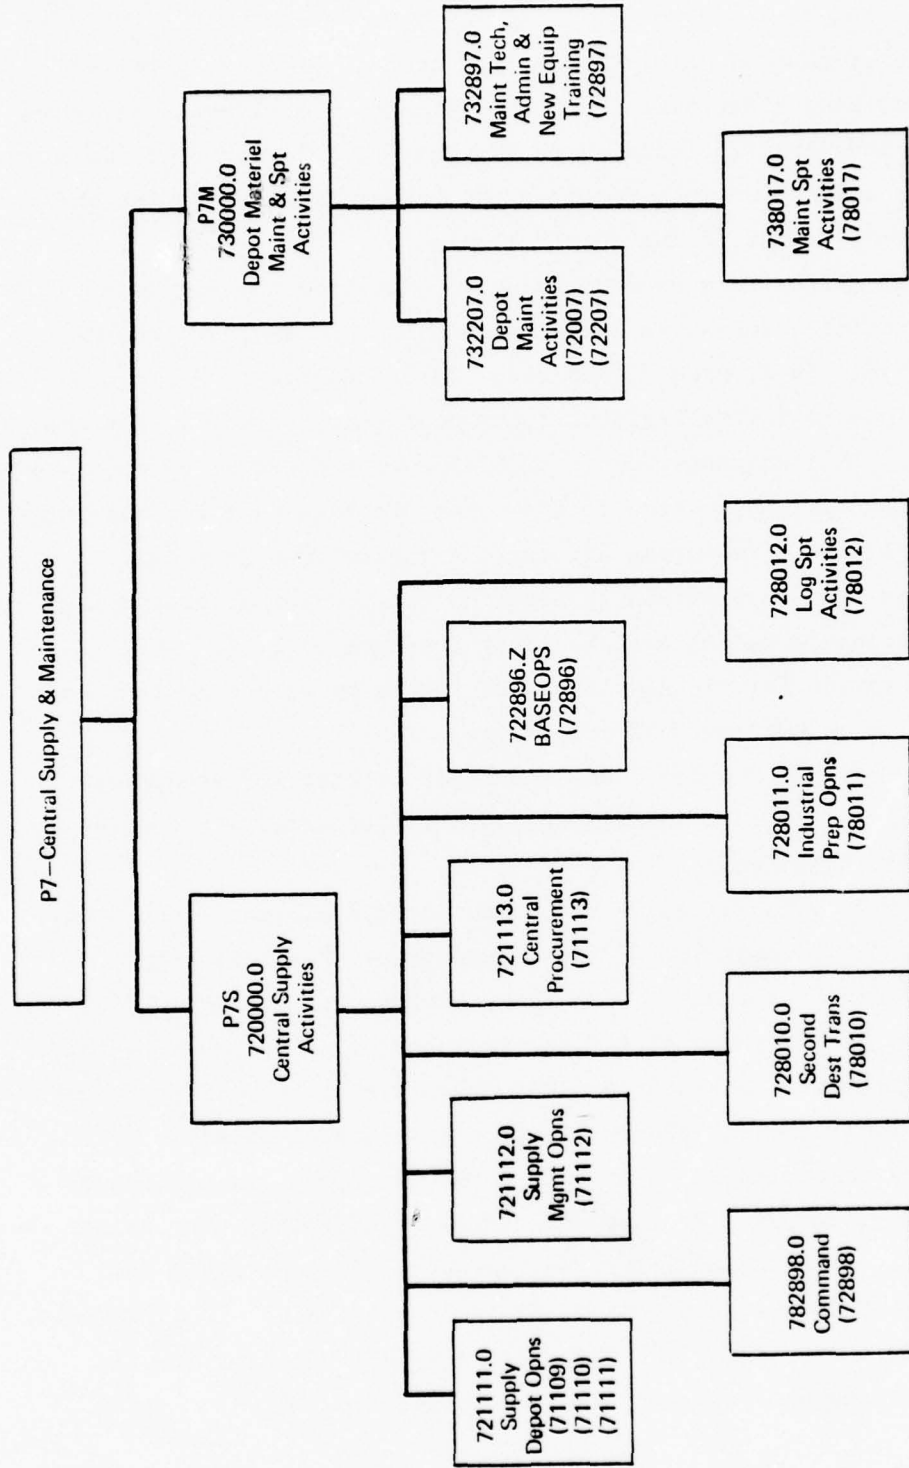 P7—Central Supply & Maintenance
P7S
720000.0
Central Supply
Activities
P7M
730000.0
Depot Materiel
Maint & Spt
Activities
721111.0
Supply
Depot Opns
(71109)
(71110)
(71111)
721112.0
Supply
Mgmt Opns
(71112)
721113.0
Central
Procurement
(71113)
722896.Z
BASEOPS
(72896)
732207.0
Depot
Maint
Activities
(72007)
(72207)
732897.0
Maint Tech,
Admin &
New Equip
Training
(72897)
782898.0
Command
(72898)
728010.0
Second
Dest Trans
(78010)
728011.0
Industrial
Prep Opns
(78011)
728012.0
Log Spt
Activities
(78012)
738017.0
Maint Spt
Activities
(78017)